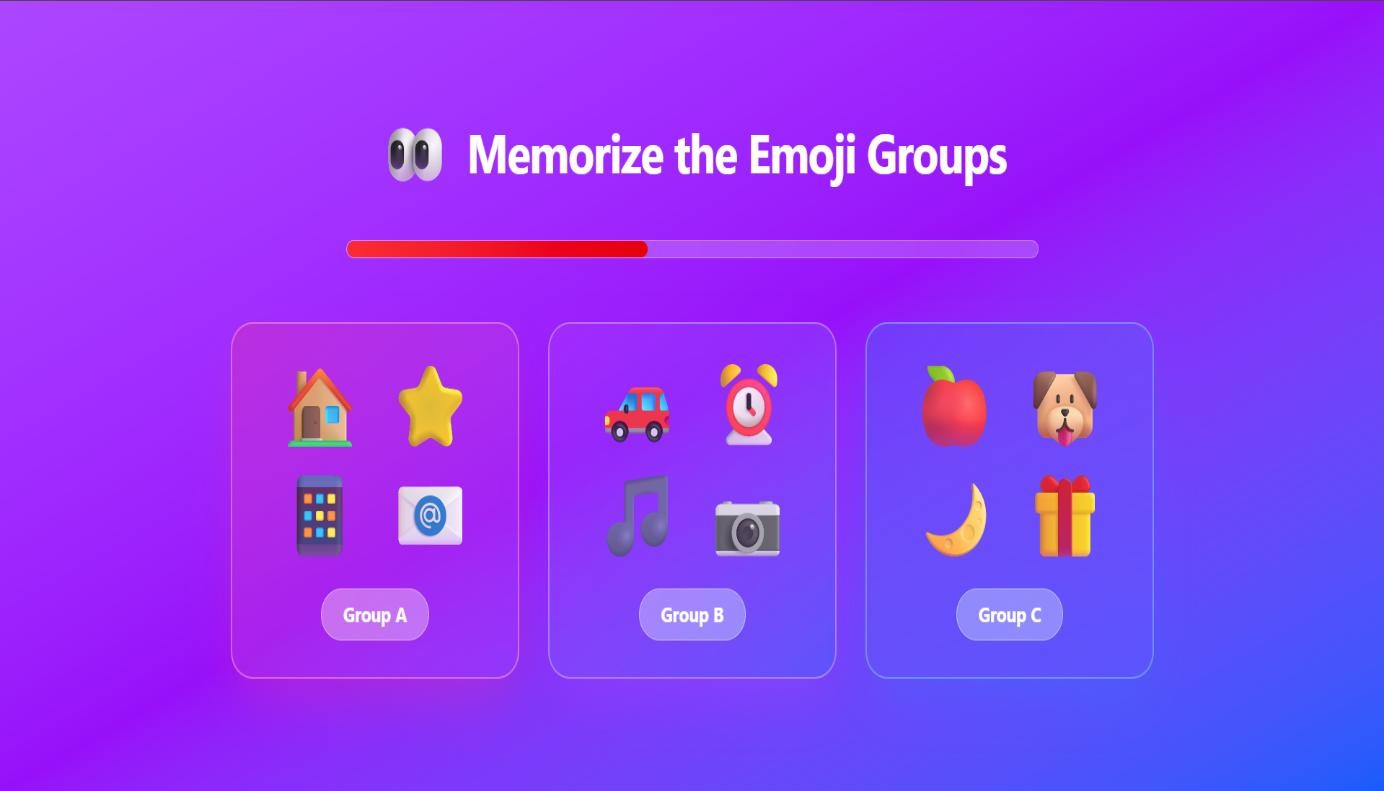 Memorize the Emoji Groups
@
Group A
Group B
Group C